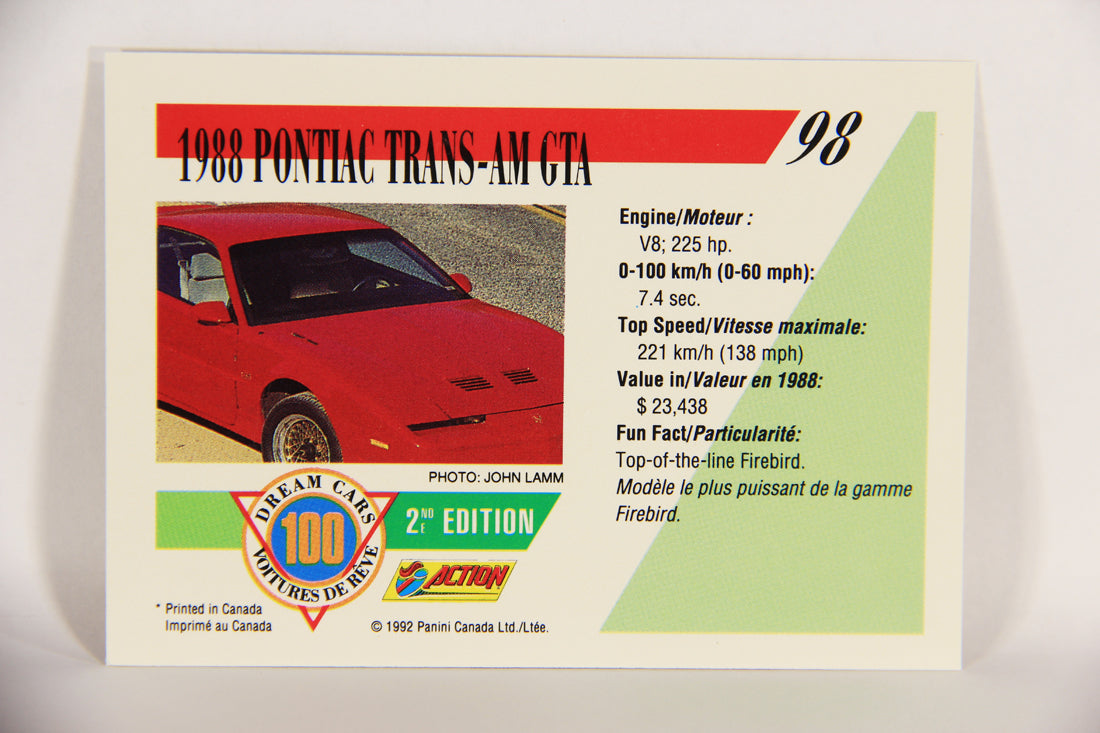 1988 PONTIAC TRANS-AM GTA
98
Engine/Moteur :
V8; 225 hp.
0-100 km/h (0-60 mph):
7.4 sec.
Top Speed/Vitesse maximale:
221 km/h (138 mph)
Value in/Valeur en 1988:
$ 23,438
Fun Fact/Particularité:
Top-of-the-line Firebird.
Modèle le plus puissant de la gamme
Firebird.
PHOTO: JOHN LAMM
DREAM CARS
100
VOITURES DE RÊVE
2ND E EDITION
ACTION
* Printed in Canada
Imprimé au Canada
© 1992 Panini Canada Ltd./Ltée.